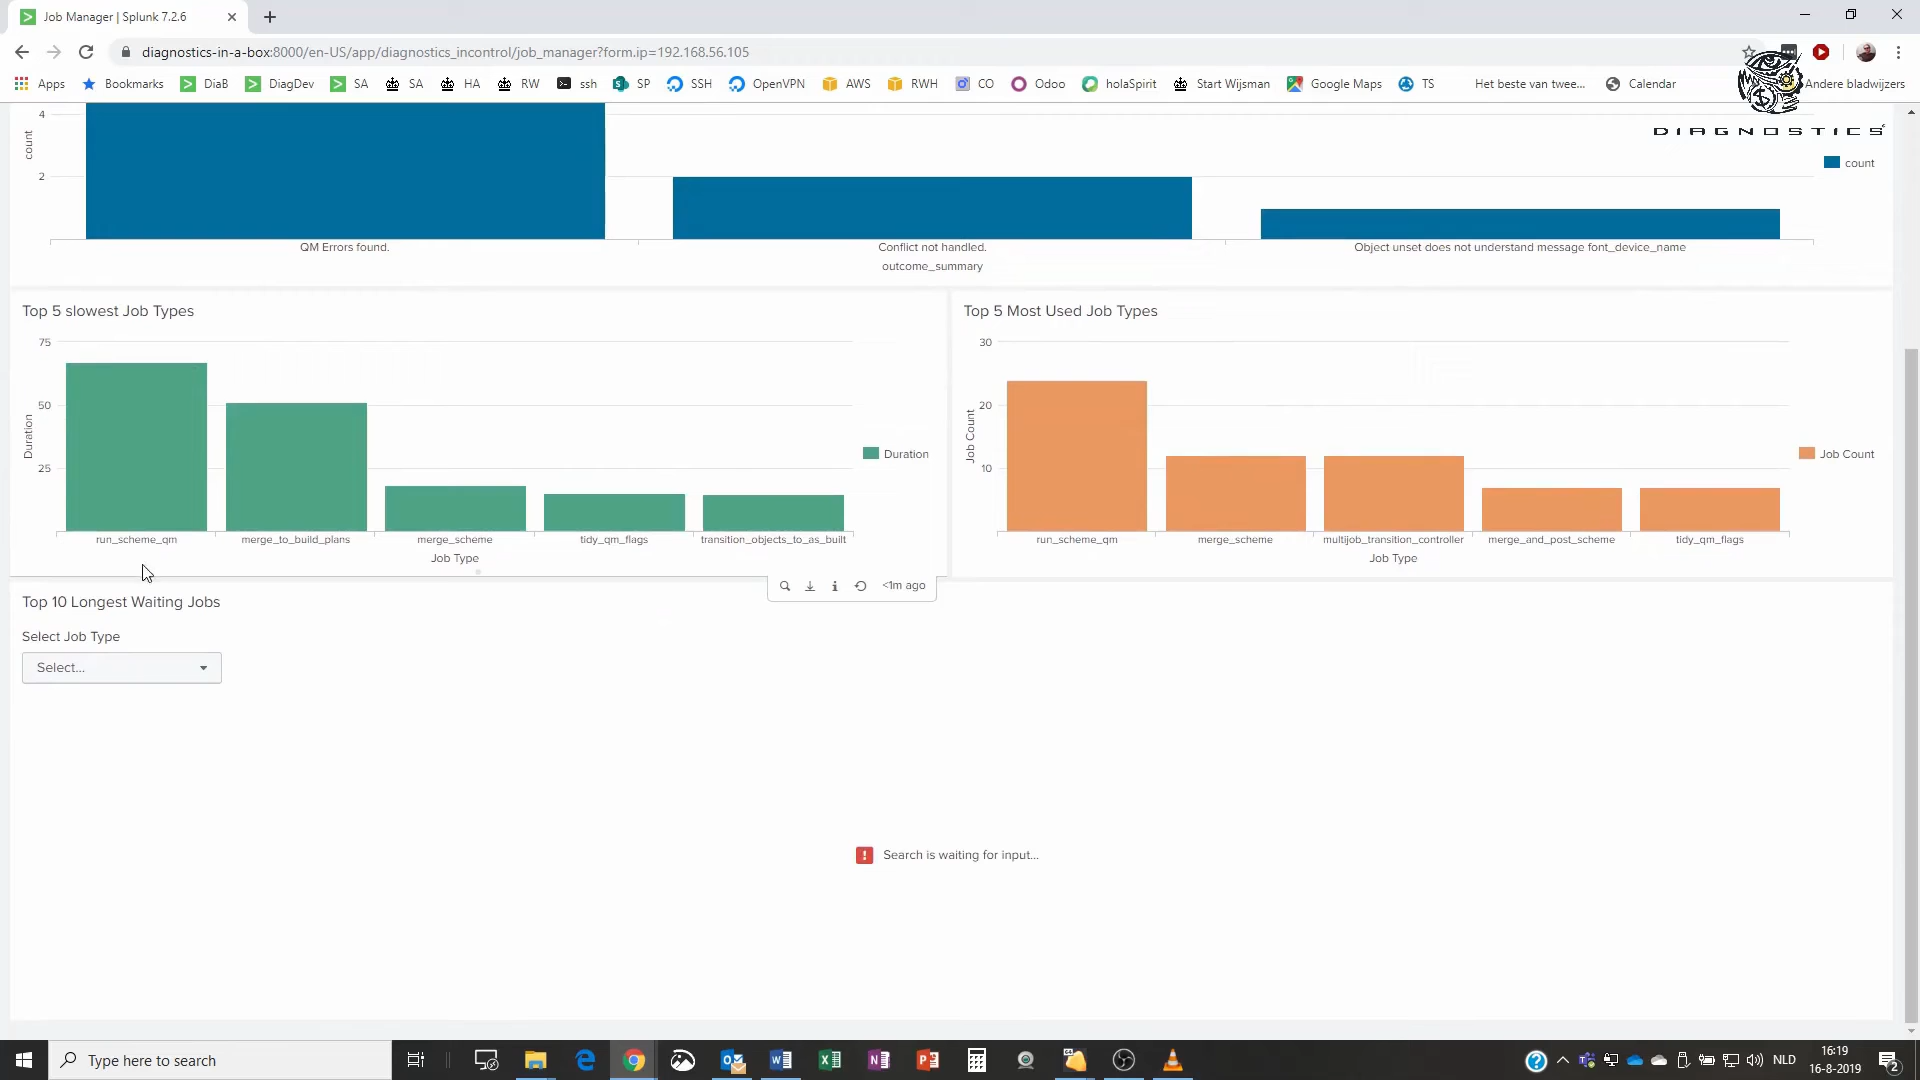 Job Manager | Splunk 7.2.6
diagnostics-in-a-box:8000/en-US/app/diagnostics_incontrol/job_manager?form.ip=192.168.56.105
Apps Bookmarks DiaB DiagDev SA SA HA RW ssh SP SSH OpenVPN AWS RWH CO Odoo holaSpirit Start Wijsman Google Maps TS Het beste van twee... Calendar Andere bladwijzers
DIAGNOSTICS
4
count
2
count
QM Errors found.
Conflict not handled.
Object unset does not understand message font_device_name
outcome_summary
Top 5 slowest Job Types
75
50
25
Duration
Duration
run_scheme_qm merge_to_build_plans merge_scheme tidy_qm_flags transition_objects_to_as_built
Job Type
<1m ago
Top 5 Most Used Job Types
30
20
10
Job Count
Job Count
run_scheme_qm merge_scheme multijob_transition_controller merge_and_post_scheme tidy_qm_flags
Job Type
Top 10 Longest Waiting Jobs
Select Job Type
Select...
Search is waiting for input...
Type here to search
NLD
16:19
16-8-2019
2